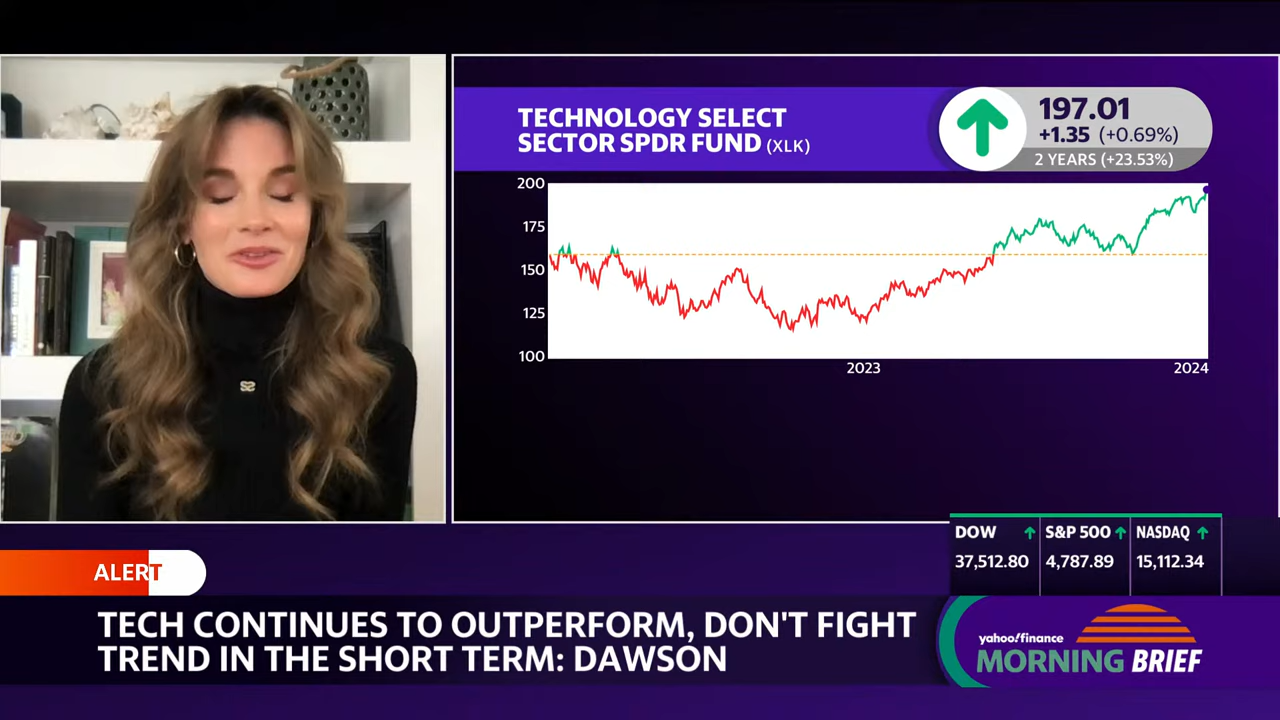 TECHNOLOGY SELECT
SECTOR SPDR FUND (XLK)
197.01
+1.35 (+0.69%)
2 YEARS (+23.53%)
200
175
150
125
100
2023
2024
DOW
37,512.80
S&P 500
4,787.89
NASDAQ
15,112.34
ALERT
TECH CONTINUES TO OUTPERFORM, DON'T FIGHT
TREND IN THE SHORT TERM: DAWSON
yahoo!finance
MORNING BRIEF